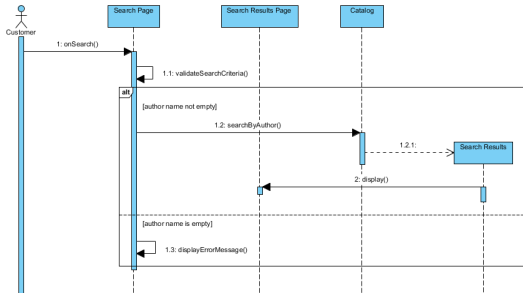 Search Page
Search Results Page
Catalog
Customer
1: onSearch()
1.1: validateSearchCriteria()
alt
[author name not empty]
1.2: searchByAuthor()
1.2.1:
Search Results
2: display()
[author name is empty]
1.3: displayErrorMessage()